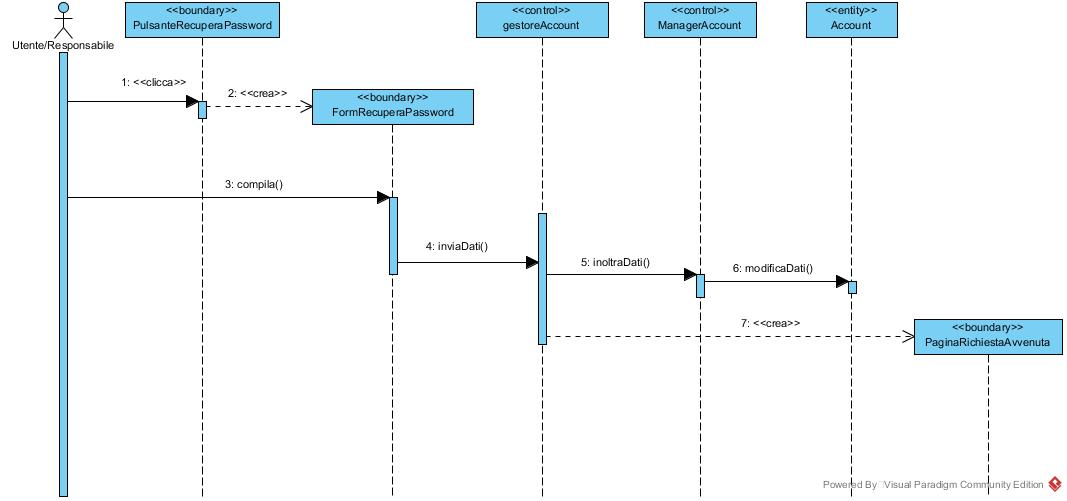 <<boundary>>
PulsanteRecuperaPassword
<<control>>
gestoreAccount
<<control>>
ManagerAccount
<<entity>>
Account
Utente/Responsabile
1: <<clicca>>
2: <<crea>>
<<boundary>>
FormRecuperaPassword
3: compila()
4: inviaDati()
5: inoltraDati()
6: modificaDati()
7: <<crea>>
<<boundary>>
PaginaRichiestaAvvenuta
Powered By Visual Paradigm Community Edition